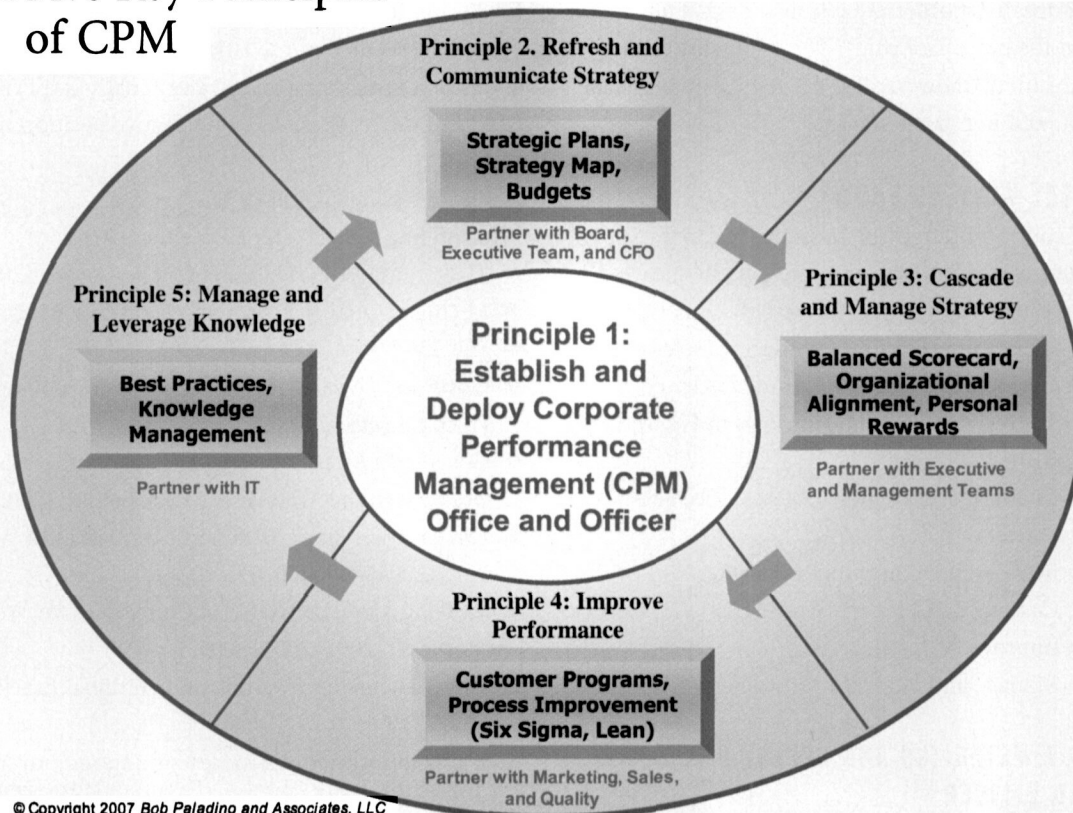 of CPM
Principle 2. Refresh and
Communicate Strategy
Strategic Plans,
Strategy Map,
Budgets
Partner with Board,
Executive Team, and CFO
Principle 3: Cascade
and Manage Strategy
Balanced Scorecard,
Organizational
Alignment, Personal
Rewards
Partner with Executive
and Management Teams
Principle 5: Manage and
Leverage Knowledge
Best Practices,
Knowledge
Management
Partner with IT
Principle 1:
Establish and
Deploy Corporate
Performance
Management (CPM)
Office and Officer
Principle 4: Improve
Performance
Customer Programs,
Process Improvement
(Six Sigma, Lean)
Partner with Marketing, Sales,
and Quality
© Copyright 2007 Bob Paladino and Associates, LLC